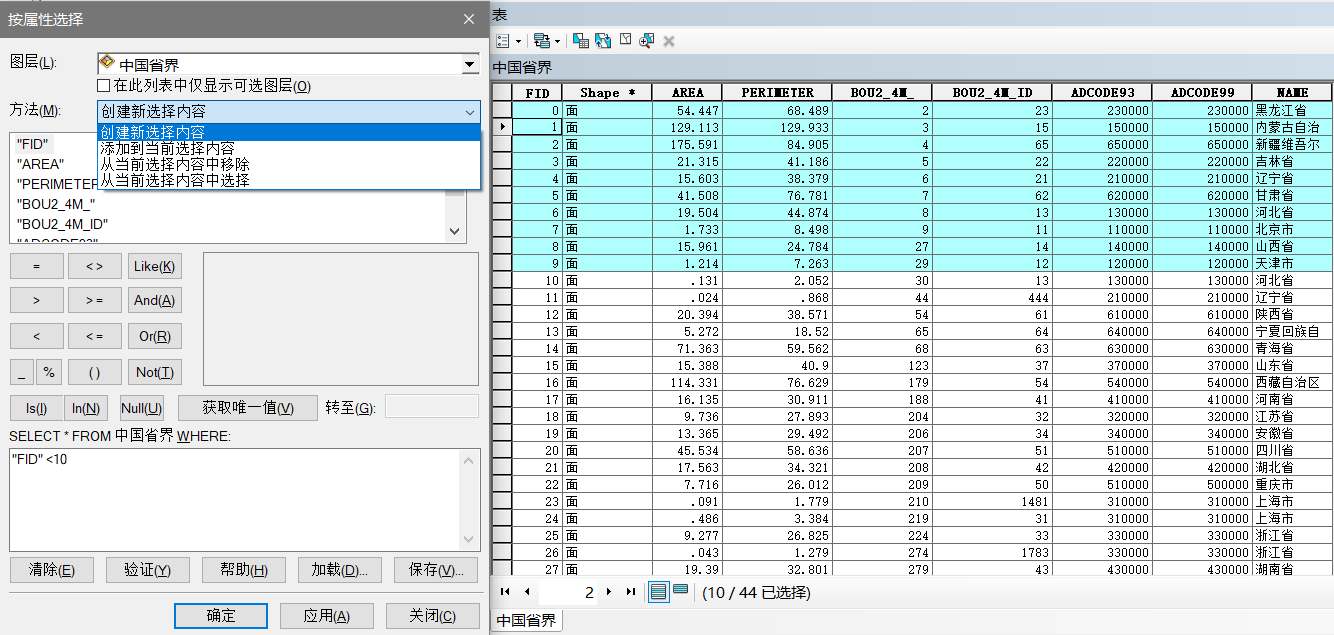 按属性选择
图层(L):
中国省界
在此列表中仅显示可选图层(O)
方法(M):
创建新选择内容
创建新选择内容
添加到当前选择内容
从当前选择内容中移除
从当前选择内容中选择
"FID"
"AREA"
"PERIMETER
"BOU2_4M_"
"BOU2_4M_ID"
"ADCODE93"
= < > Like(K)
> > = And(A)
< < = Or(R)
_ % ( ) Not(T)
Is(I) In(N) Null(U) 获取唯一值(V) 转至(G):
SELECT * FROM 中国省界 WHERE:
"FID" <10
清除(E) 验证(Y) 帮助(H) 加载(D)... 保存(V)...
确定 应用(A) 关闭(C)
表
中国省界
FID Shape * AREA PERIMETER BOU2_4M_ BOU2_4M_ID ADCODE93 ADCODE99 NAME
0 面 54.447 68.489 2 23 230000 230000 黑龙江省
1 面 129.113 129.933 3 15 150000 150000 内蒙古自治
2 面 175.591 84.905 4 65 650000 650000 新疆维吾尔
3 面 21.315 41.186 5 22 220000 220000 吉林省
4 面 15.603 38.379 6 21 210000 210000 辽宁省
5 面 41.508 76.781 7 62 620000 620000 甘肃省
6 面 19.504 44.874 8 13 130000 130000 河北省
7 面 1.733 8.498 9 11 110000 110000 北京市
8 面 15.961 24.784 27 14 140000 140000 山西省
9 面 1.214 7.263 29 12 120000 120000 天津市
10 面 .131 2.052 30 13 130000 130000 河北省
11 面 .024 .868 44 444 210000 210000 辽宁省
12 面 20.394 38.571 54 61 610000 610000 陕西省
13 面 5.272 18.52 65 64 640000 640000 宁夏回族自
14 面 71.363 59.562 68 63 630000 630000 青海省
15 面 15.388 40.9 123 37 370000 370000 山东省
16 面 114.331 76.629 179 54 540000 540000 西藏自治区
17 面 16.135 30.911 188 41 410000 410000 河南省
18 面 9.736 27.893 204 32 320000 320000 江苏省
19 面 13.365 29.492 206 34 340000 340000 安徽省
20 面 45.534 58.636 207 51 510000 510000 四川省
21 面 17.563 34.321 208 42 420000 420000 湖北省
22 面 7.716 26.012 209 50 510000 500000 重庆市
23 面 .091 1.779 210 1481 310000 310000 上海市
24 面 .486 3.384 219 31 310000 310000 上海市
25 面 9.277 26.825 224 33 330000 330000 浙江省
26 面 .043 1.279 274 1783 330000 330000 浙江省
27 面 19.39 32.801 279 43 430000 430000 湖南省
2 (10 / 44 已选择)
中国省界